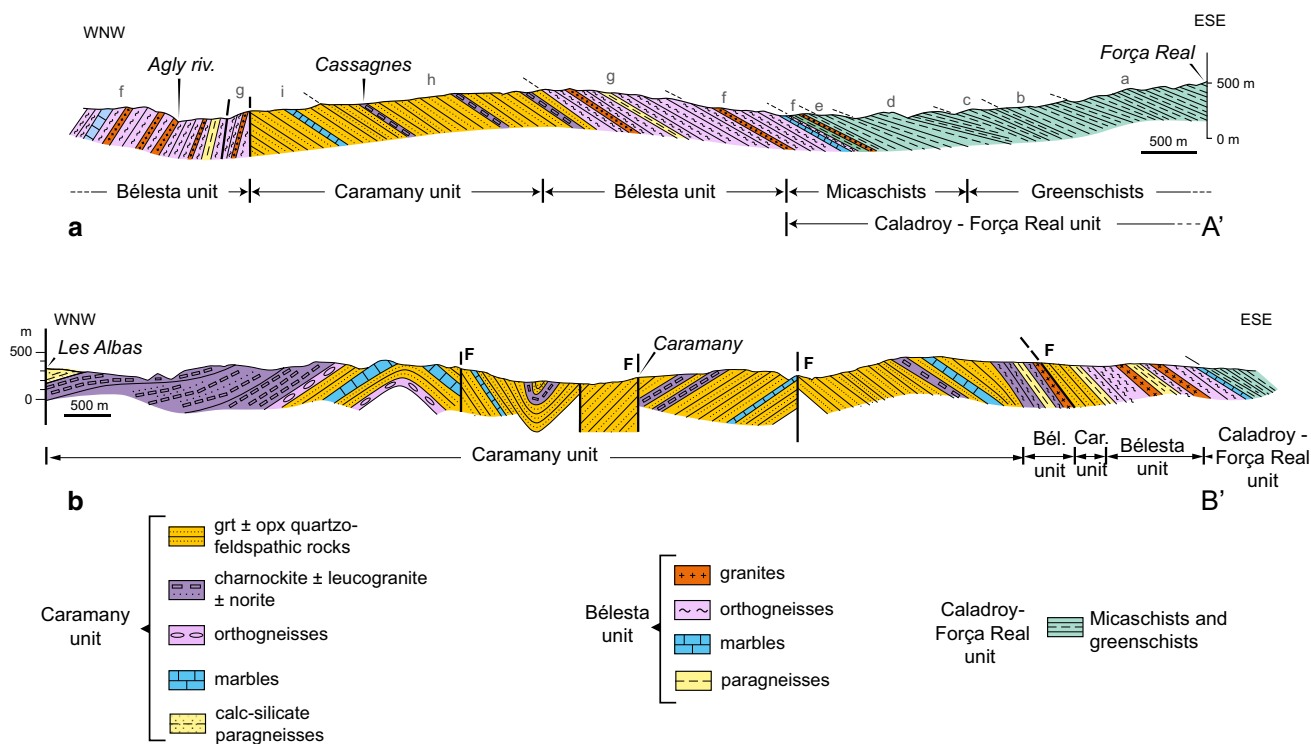 WNW
ESE
Agly riv.
Cassagnes
Força Real
f
g
i
h
g
f
f
e
d
c
b
a
500 m
0 m
500 m
Bélesta unit
Caramany unit
Bélesta unit
Micaschists
Greenschists
a
Caladroy - Força Real unit
A'
WNW
ESE
m
500
0
Les Albas
500 m
F
F
Caramany
F
F
Caramany unit
Bél.
unit
Car.
unit
Bélesta
unit
Caladroy -
Força Real
unit
b
B'
Caramany
unit
grt ± opx quartzo-
feldspathic rocks
charnockite ± leucogranite
± norite
orthogneisses
marbles
calc-silicate
paragneisses
Bélesta
unit
granites
orthogneisses
marbles
paragneisses
Caladroy-
Força Real
unit
Micaschists and
greenschists